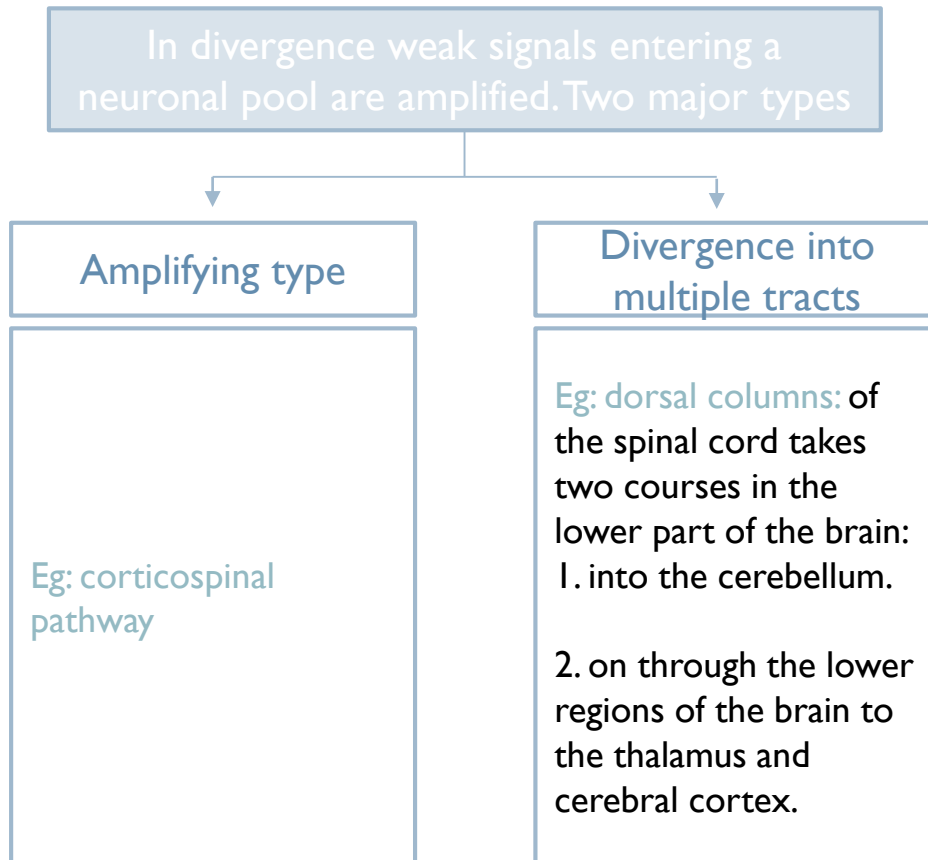 In divergence weak signals entering a
neuronal pool are amplified. Two major types
Amplifying type
Eg: corticospinal
pathway
Divergence into
multiple tracts
Eg: dorsal columns: of
the spinal cord takes
two courses in the
lower part of the brain:
1. into the cerebellum.
2. on through the lower
regions of the brain to
the thalamus and
cerebral cortex.